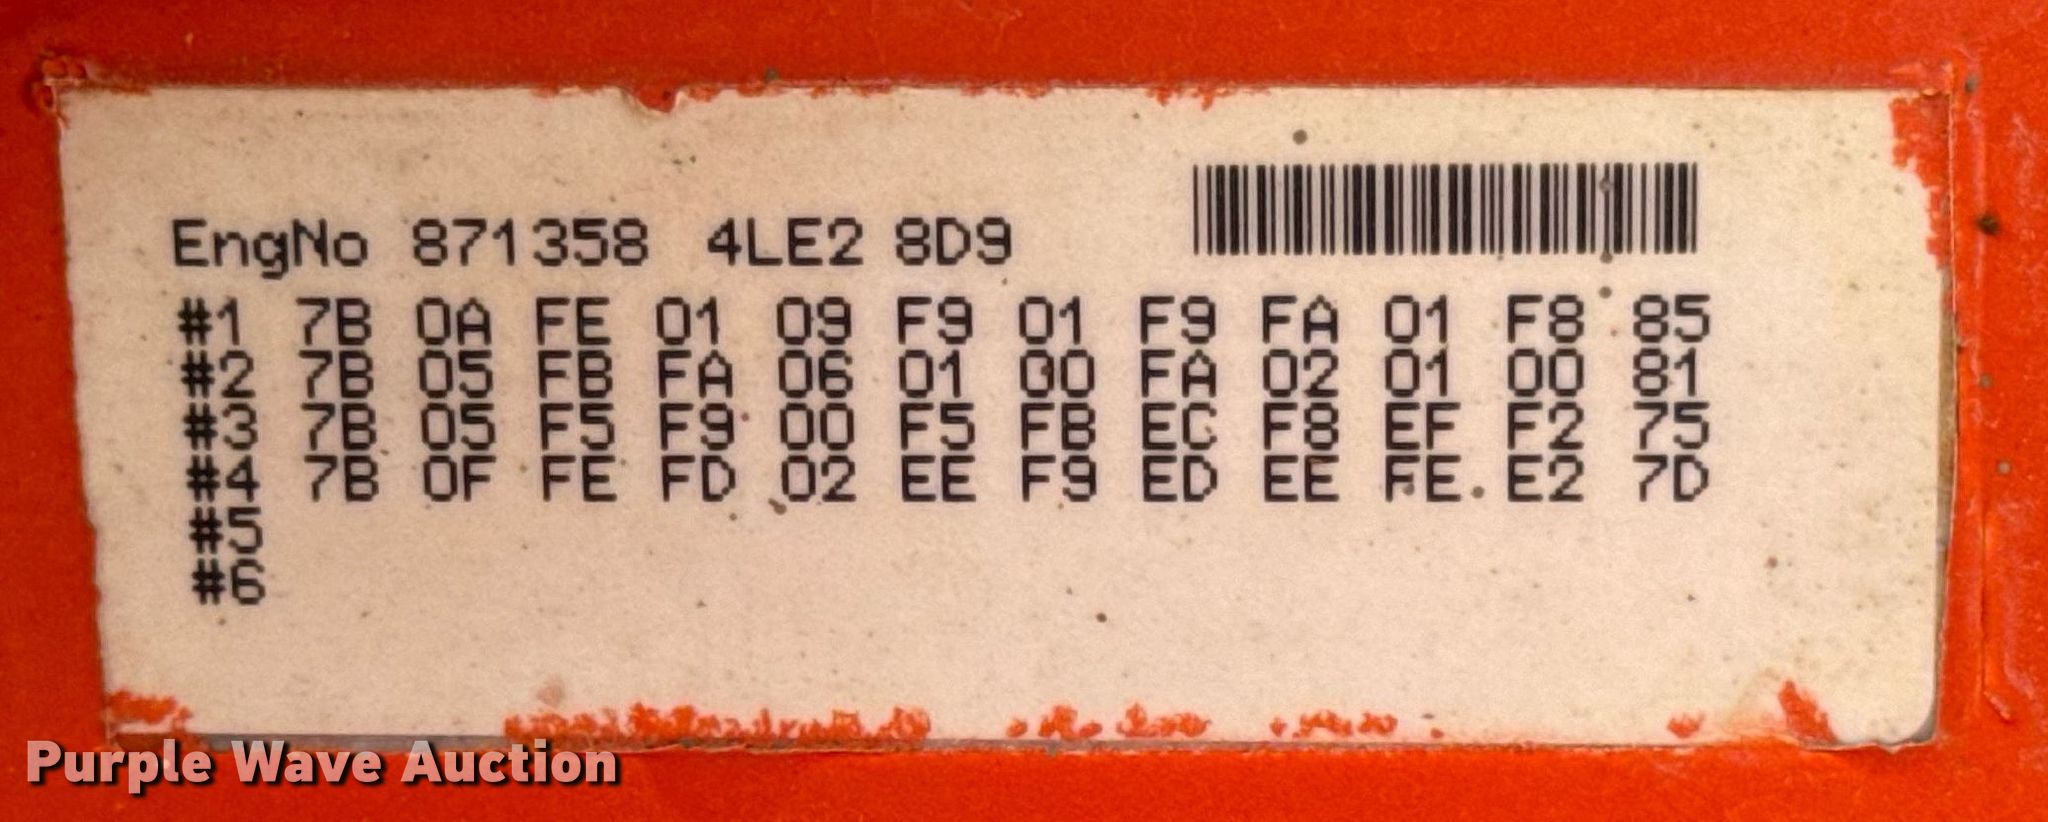 EngNo 871358 4LE2 8D9
#1 7B 0A FE 01 09 F9 01 F9 FA 01 F8 85
#2 7B 05 FB FA 06 01 00 FA 02 01 00 81
#3 7B 05 F5 F9 00 F5 FB EC F8 EF F2 75
#4 7B 0F FE FD 02 EE F9 ED EE FE E2 7D
#5
#6
Purple Wave Auction